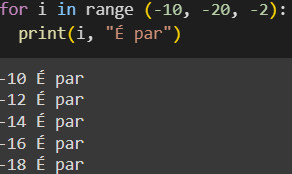 for i in range (-10, -20, -2):
print(i, "É par")
-10 É par
-12 É par
-14 É par
-16 É par
-18 É par